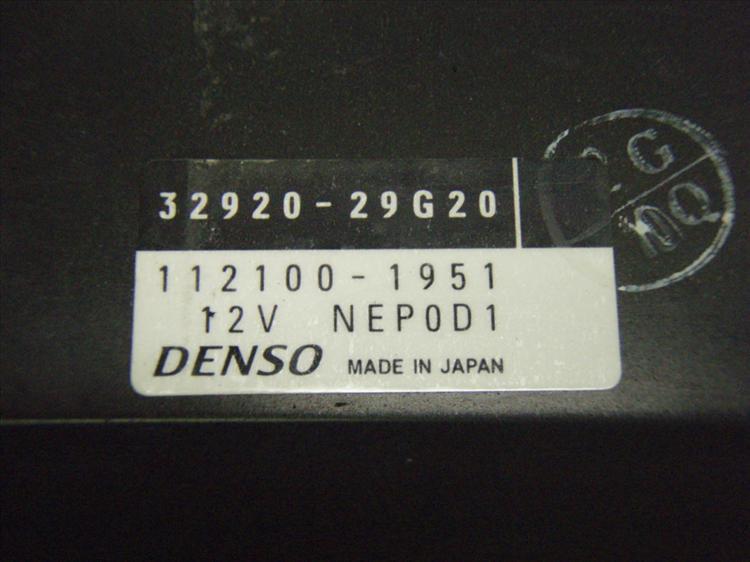 32920-29G20
112100-1951
12V NEP0D1
DENSO MADE IN JAPAN
G